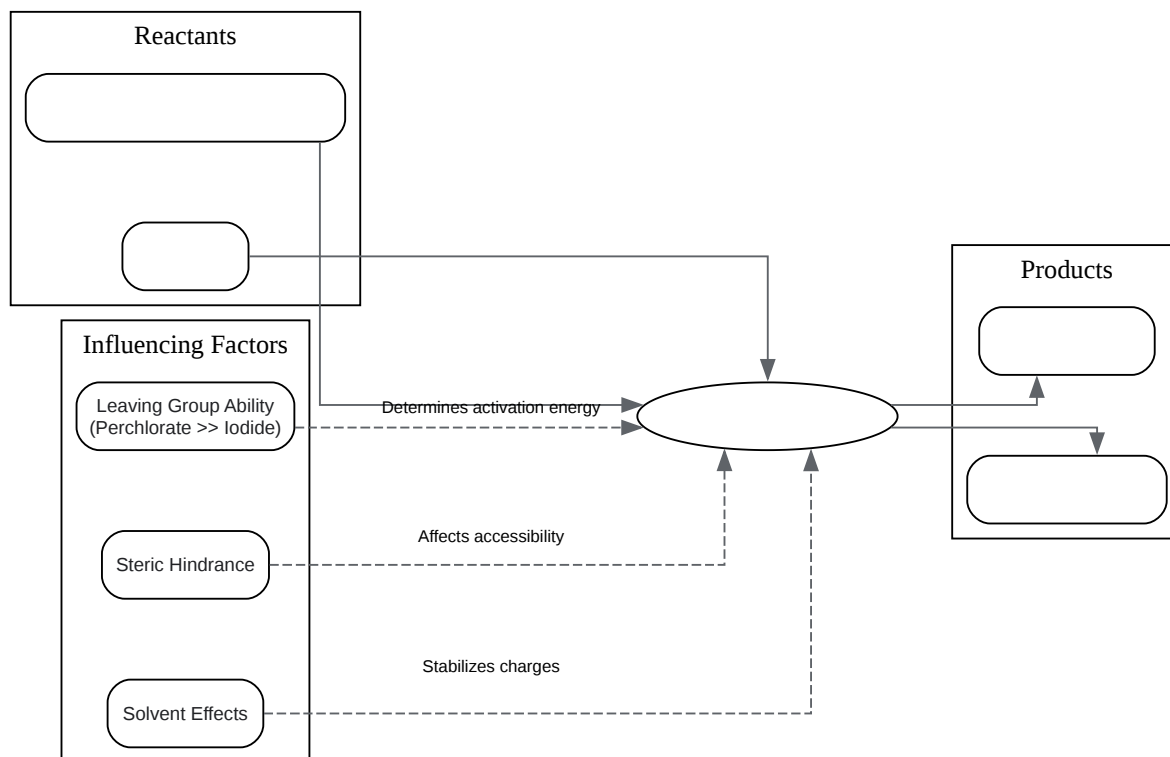 Reactants
Products
Influencing Factors
Leaving Group Ability
(Perchlorate >> Iodide)
Determines activation energy
Steric Hindrance
Affects accessibility
Solvent Effects
Stabilizes charges